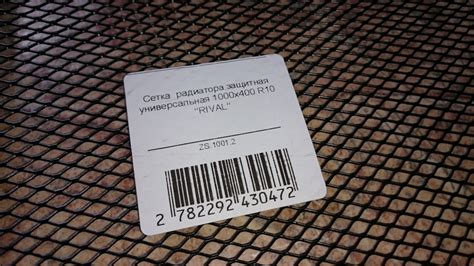 Сетка радиатора защитная
универсальная 1000х400 R10
"RIVAL"
ZS.1001.2
2 782292 430472